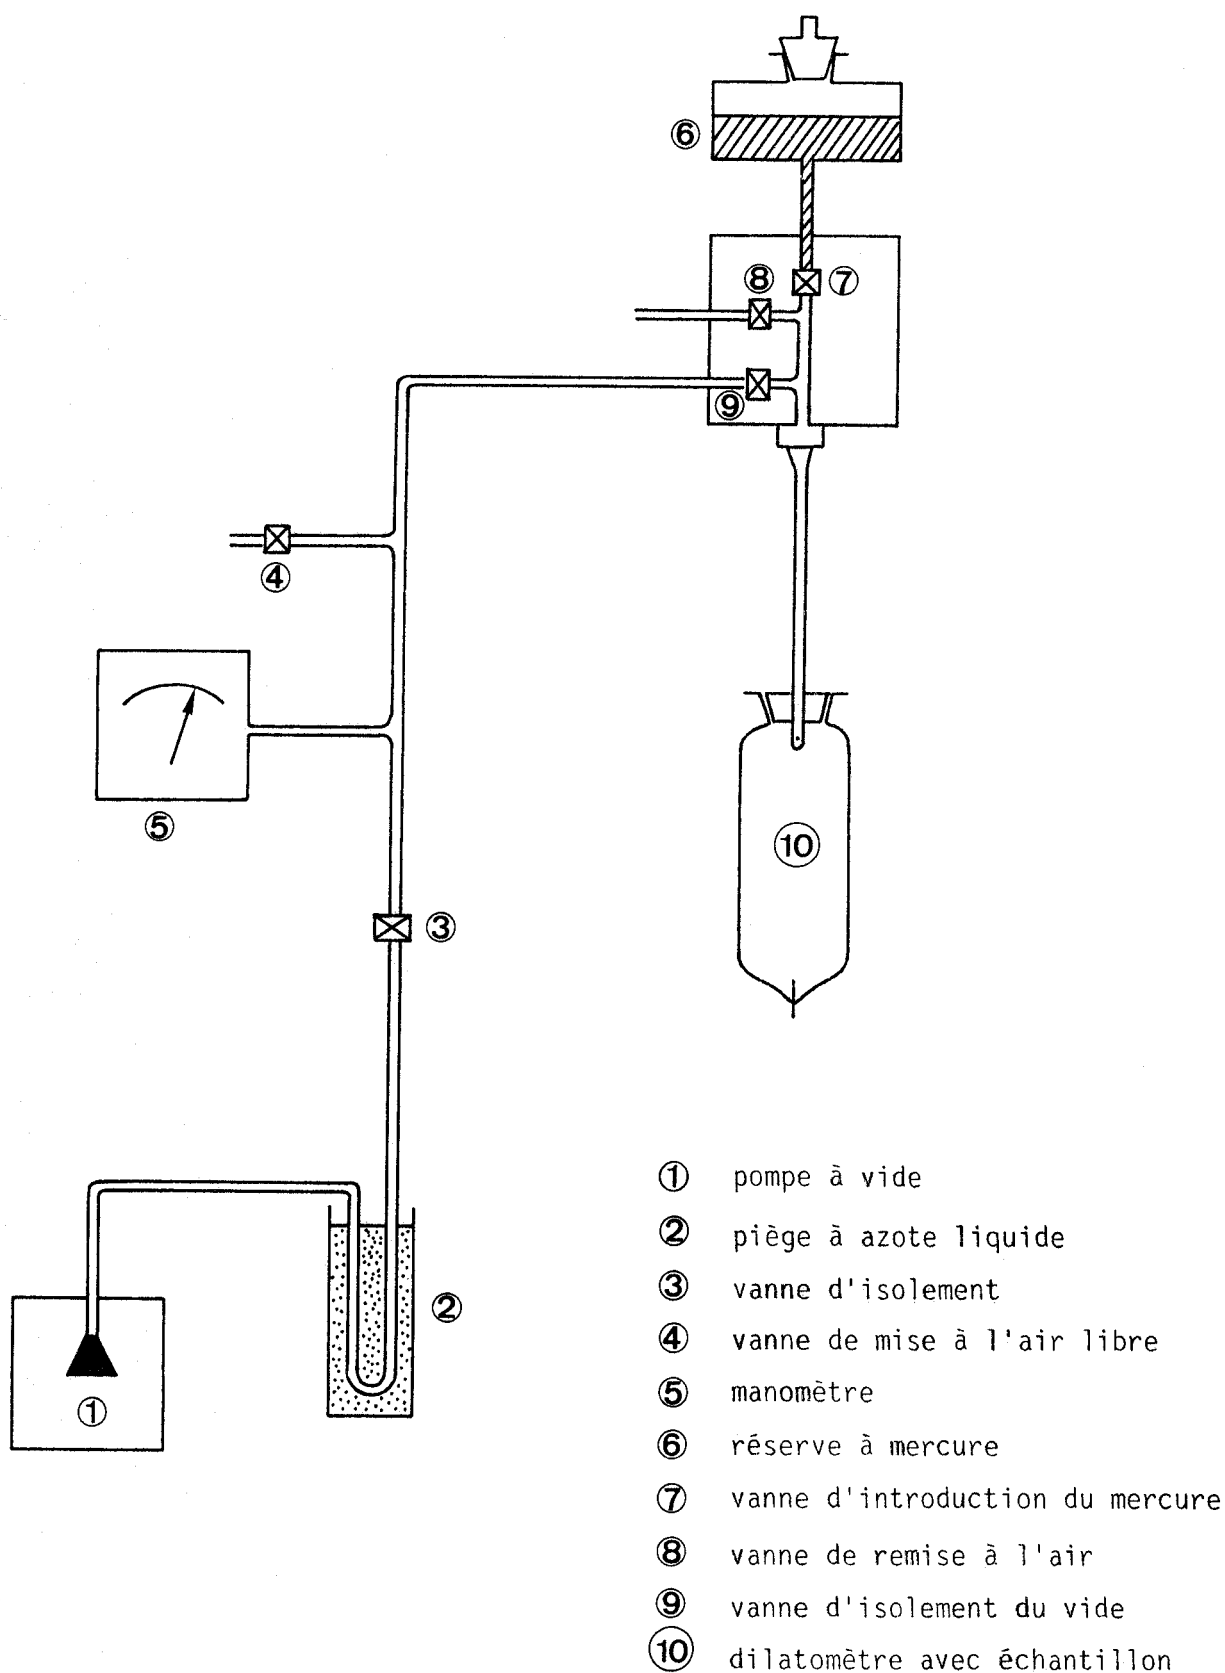 6
8
7
9
4
5
10
3
2
1
1 pompe à vide
2 piège à azote liquide
3 vanne d'isolement
4 vanne de mise à l'air libre
5 manomètre
6 réserve à mercure
7 vanne d'introduction du mercure
8 vanne de remise à l'air
9 vanne d'isolement du vide
10 dilatomètre avec échantillon